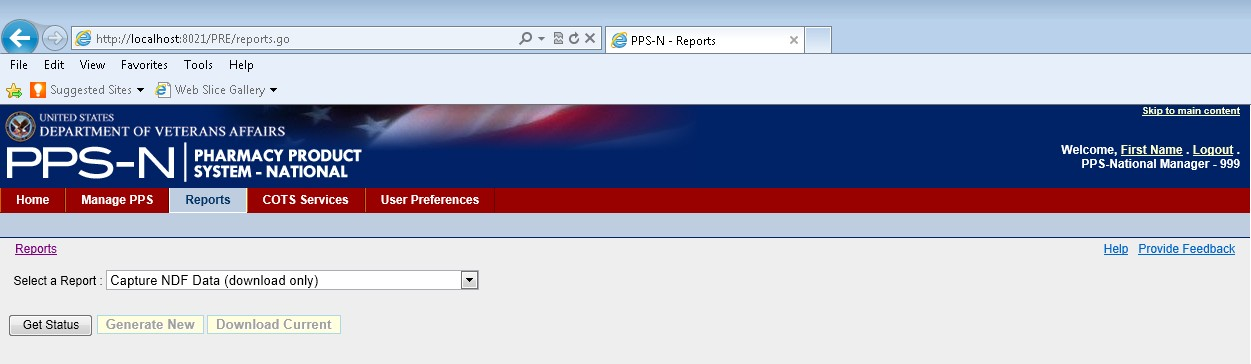 http://localhost:8021/PRE/reports.go
PPS-N - Reports
File Edit View Favorites Tools Help
Suggested Sites Web Slice Gallery
Skip to main content
UNITED STATES
DEPARTMENT OF VETERANS AFFAIRS
PPS-N PHARMACY PRODUCT
SYSTEM - NATIONAL
Welcome, First Name . Logout .
PPS-National Manager - 999
Home Manage PPS Reports COTS Services User Preferences
Reports Help Provide Feedback
Select a Report : Capture NDF Data (download only)
Get Status Generate New Download Current